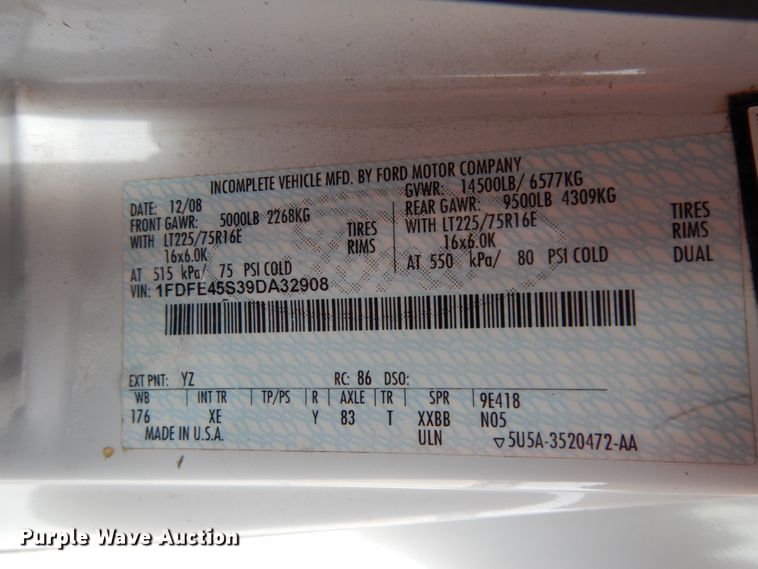 INCOMPLETE VEHICLE MFD. BY FORD MOTOR COMPANY
DATE: 12/08 GVWR: 14500LB/ 6577KG
FRONT GAWR: 5000LB 2268KG REAR GAWR: 9500LB 4309KG
WITH LT225/75R16E TIRES WITH LT225/75R16E TIRES
16x6.0K RIMS 16x6.0K RIMS
AT 515 kPa/ 75 PSI COLD AT 550 kPa/ 80 PSI COLD DUAL
VIN: 1FDFE45S39DA32908
EXT PNT: YZ RC: 86 DSO:
WB INT TR TP/PS R AXLE TR SPR 9E418
176 XE Y 83 T XXBB N05
MADE IN U.S.A. ULN ▽5U5A-3520472-AA
Purple Wave Auction